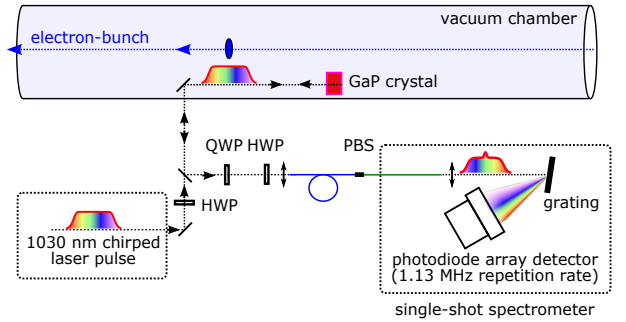 vacuum chamber
electron-bunch
GaP crystal
QWP HWP
PBS
HWP
grating
1030 nm chirped
laser pulse
photodiode array detector
(1.13 MHz repetition rate)
single-shot spectrometer